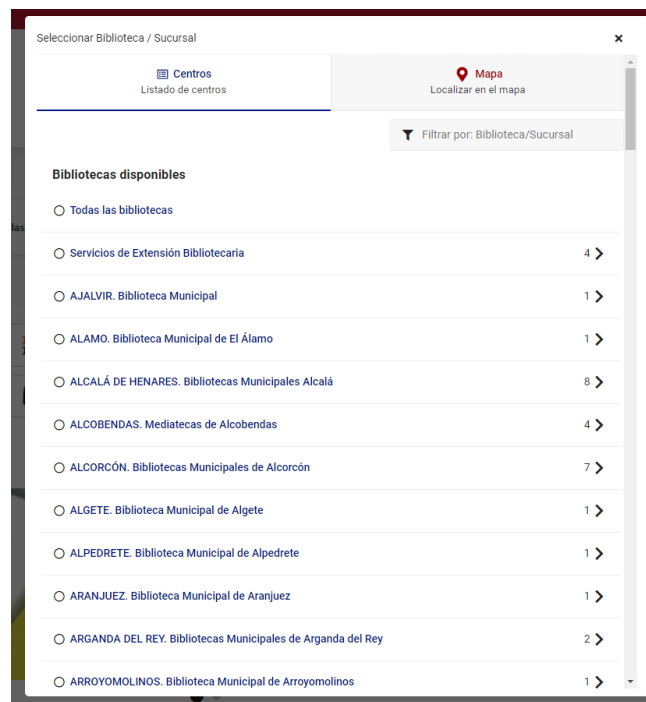 Seleccionar Biblioteca / Sucursal
Centros
Listado de centros
Mapa
Localizar en el mapa
Filtrar por: Biblioteca/Sucursal
Bibliotecas disponibles
Todas las bibliotecas
Servicios de Extensión Bibliotecaria 4
AJALVIR. Biblioteca Municipal 1
ALAMO. Biblioteca Municipal de El Álamo 1
ALCALÁ DE HENARES. Bibliotecas Municipales Alcalá 8
ALCOBENDAS. Mediatecas de Alcobendas 4
ALCORCÓN. Bibliotecas Municipales de Alcorcón 7
ALGETE. Biblioteca Municipal de Algete 1
ALPEDRETE. Biblioteca Municipal de Alpedrete 1
ARANJUEZ. Biblioteca Municipal de Aranjuez 1
ARGANDA DEL REY. Bibliotecas Municipales de Arganda del Rey 2
ARROYOMOLINOS. Biblioteca Municipal de Arroyomolinos 1